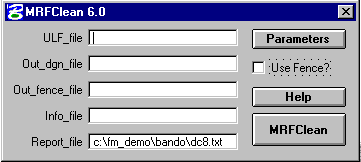 MRFClean 6.0
ULF_file
Parameters
Out_dgn_file
Use Fence?
Out_fence_file
Help
Info_file
MRFClean
Report_file c:\fm_demo\bando\dc8.txt